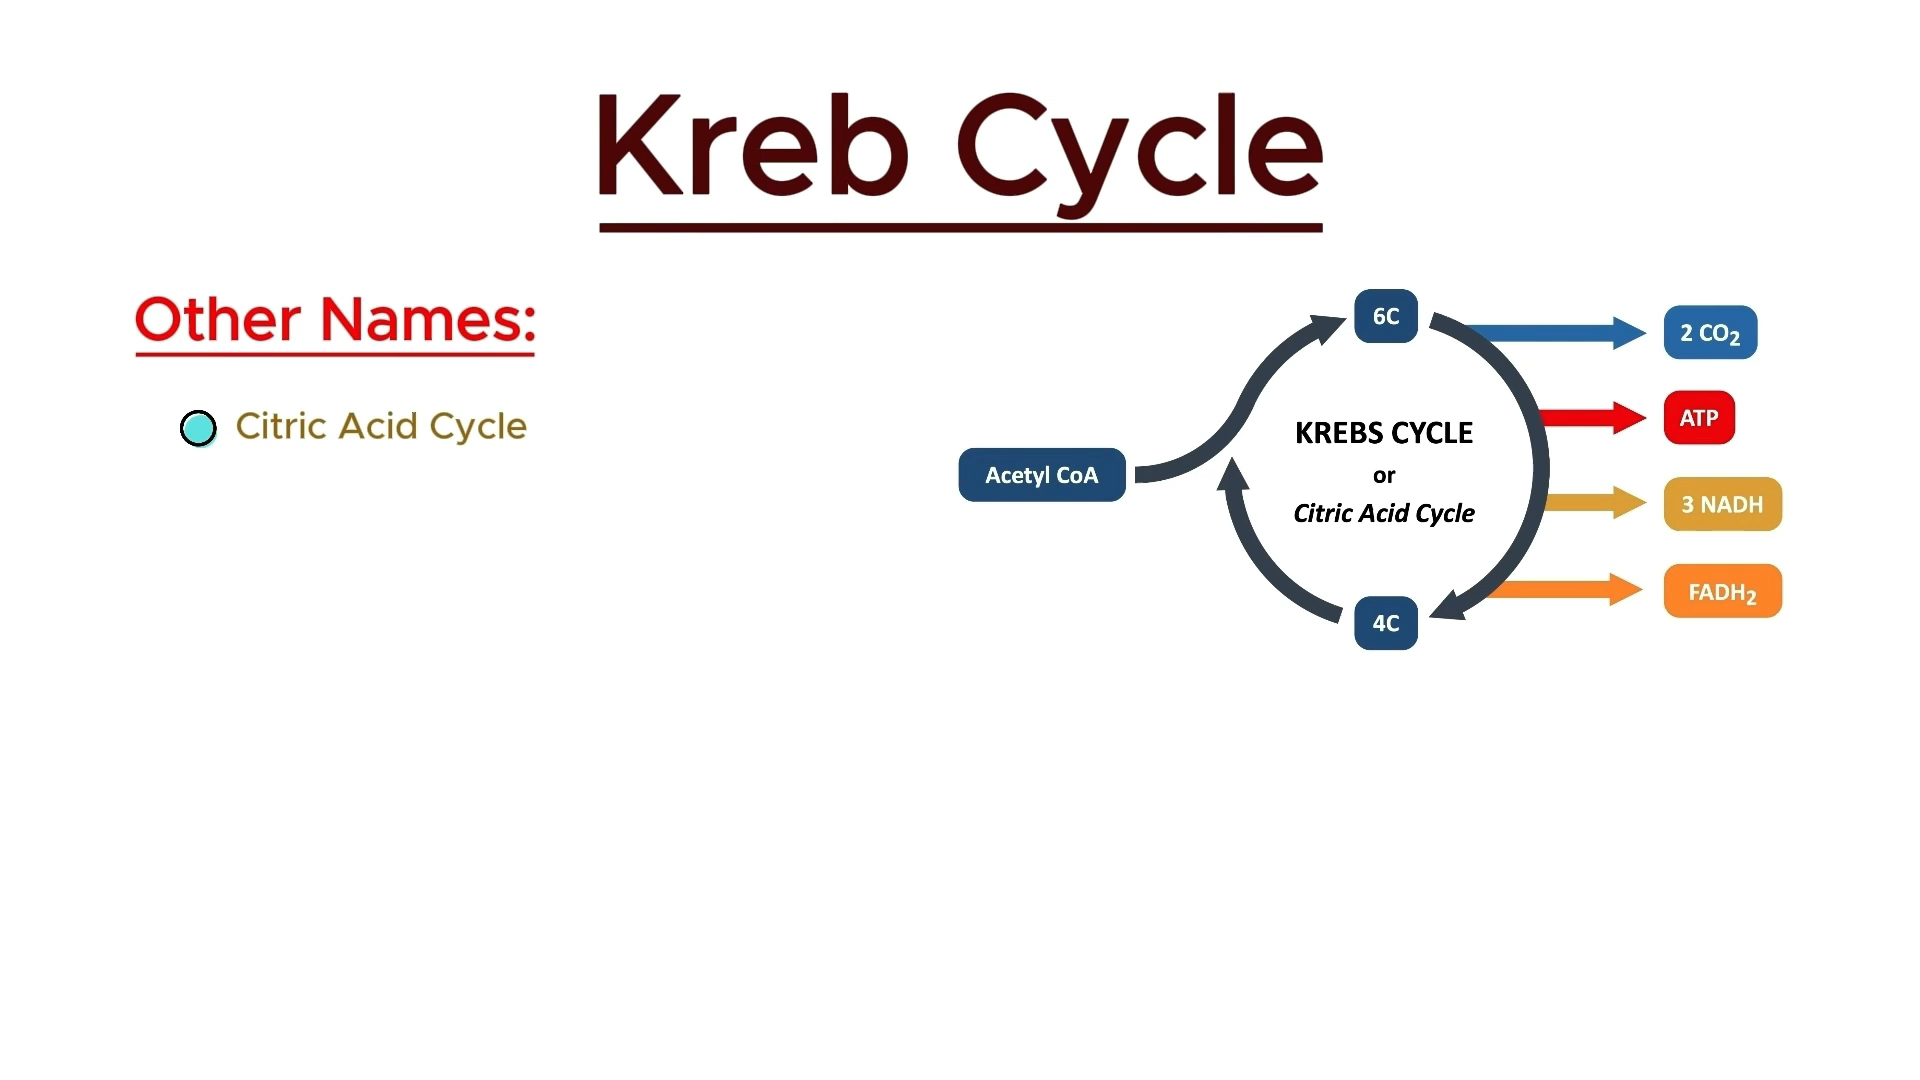 Kreb Cycle
Other Names:
Citric Acid Cycle
6C
2 CO₂
ATP
KREBS CYCLE
or
Citric Acid Cycle
Acetyl CoA
3 NADH
FADH₂
4C